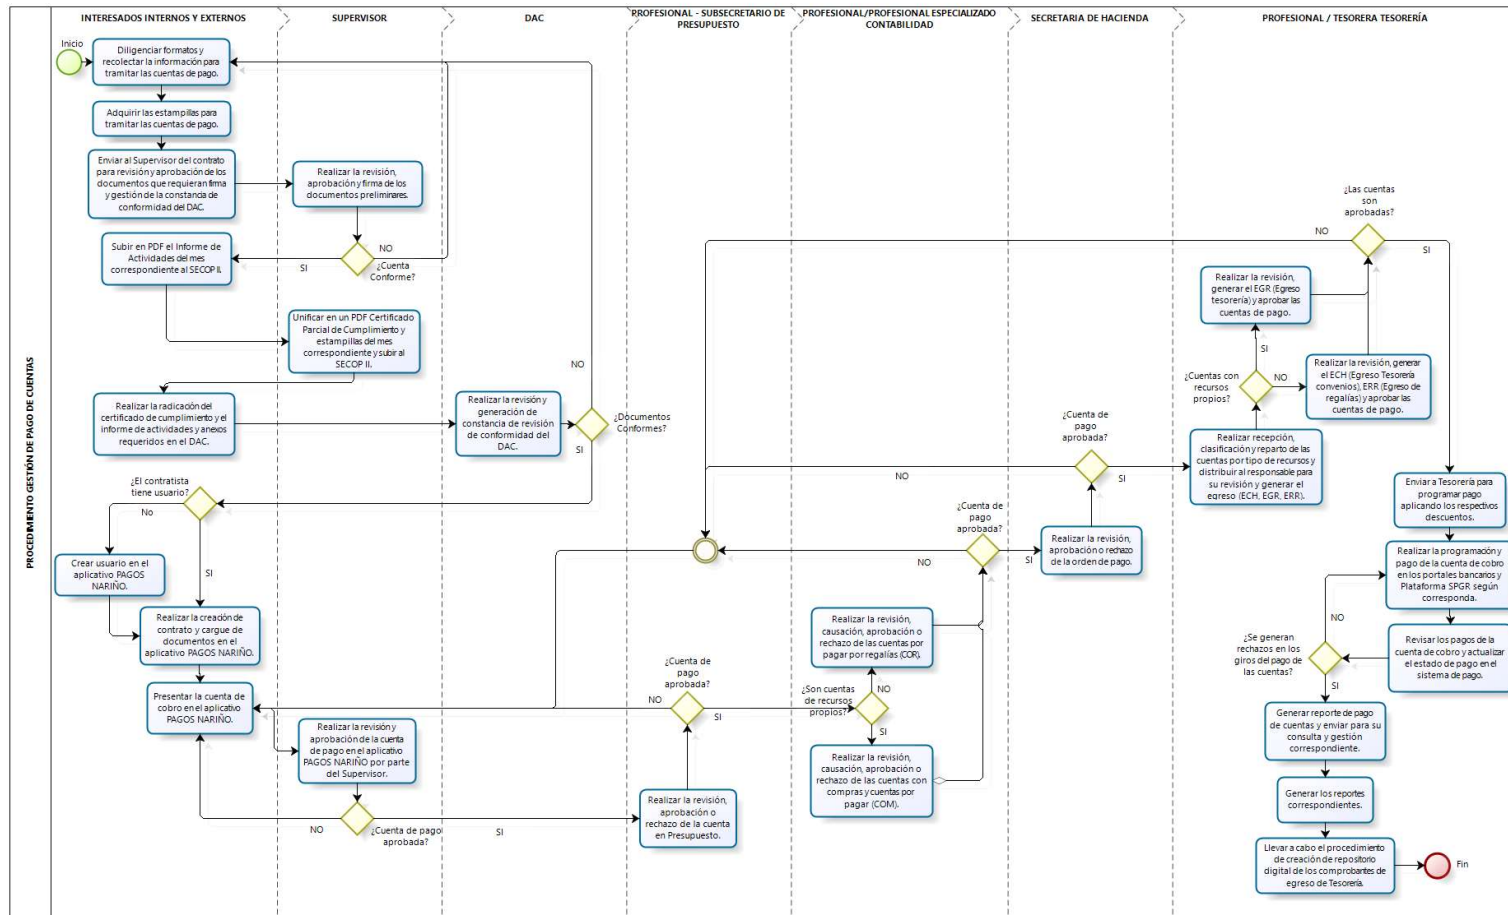 PROCEDIMIENTO GESTIÓN DE PAGO DE CUENTAS
INTERESADOS INTERNOS Y EXTERNOS
SUPERVISOR
DAC
PROFESIONAL - SUBSECRETARIO DE
PRESUPUESTO
PROFESIONAL/PROFESIONAL ESPECIALIZADO
CONTABILIDAD
SECRETARIA DE HACIENDA
PROFESIONAL / TESORERA TESORERÍA
Inicio
Diligenciar formatos y
recolectar la información para
tramitar las cuentas de pago.
Adquirir las estampillas para
tramitar las cuentas de pago.
Enviar al Supervisor del contrato
para revisión y aprobación de los
documentos que requieran firma
y gestión de la constancia de
conformidad del DAC.
Realizar la revisión,
aprobación y firma de los
documentos preliminares.
NO
¿Cuenta
Conforme?
SI
Subir en PDF el Informe de
Actividades del mes
correspondiente al SECOP II.
Unificar en un PDF Certificado
Parcial de Cumplimiento y
estampillas del mes
correspondiente y subir al
SECOP II.
Realizar la radicación del
certificado de cumplimiento y el
informe de actividades y anexos
requeridos en el DAC.
Realizar la revisión y
generación de
constancia de revisión
de conformidad del
DAC.
NO
¿Documentos
Conformes?
SI
¿El contratista
tiene usuario?
No
SI
Crear usuario en el
aplicativo PAGOS
NARIÑO.
Realizar la creación de
contrato y cargue de
documentos en el
aplicativo PAGOS NARIÑO.
Presentar la cuenta de
cobro en el aplicativo
PAGOS NARIÑO.
Realizar la revisión y
aprobación de la cuenta
de pago en el aplicativo
PAGOS NARIÑO por parte
del Supervisor.
NO
¿Cuenta de pago
aprobada?
SI
Realizar la revisión,
aprobación o
rechazo de la cuenta
en Presupuesto.
¿Cuenta de
pago
aprobada?
NO
SI
¿Son cuentas
de recursos
propios?
NO
SI
Realizar la revisión,
causación, aprobación o
rechazo de las cuentas por
pagar por regalías (COR).
Realizar la revisión,
causación, aprobación o
rechazo de las cuentas con
compras y cuentas por
pagar (COM).
¿Cuenta de
pago
aprobada?
NO
SI
Realizar la revisión,
aprobación o rechazo
de la orden de pago.
¿Cuenta de
pago
aprobada?
NO
SI
Realizar recepción,
clasificación y reparto de las
cuentas por tipo de recursos y
distribuir al responsable para
su revisión y generar el
egreso (ECH, EGR, ERR).
¿Cuentas con
recursos
propios?
SI
NO
Realizar la revisión,
generar el EGR (Egreso
tesorería) y aprobar las
cuentas de pago.
Realizar la revisión, generar
el ECH (Egreso Tesorería
convenios), ERR (Egreso de
regalías) y aprobar las
cuentas de pago.
¿Las cuentas
son
aprobadas?
NO
SI
Enviar a Tesorería para
programar pago
aplicando los respectivos
descuentos.
Realizar la programación y
pago de la cuenta de cobro
en los portales bancarios y
Plataforma SPGR según
corresponda.
Revisar los pagos de la
cuenta de cobro y actualizar
el estado de pago en el
sistema de pago.
¿Se generan
rechazos en los
giros del pago de
las cuentas?
NO
SI
Generar reporte de pago
de cuentas y enviar para su
consulta y gestión
correspondiente.
Generar los reportes
correspondientes.
Llevar a cabo el procedimiento
de creación de repositorio
digital de los comprobantes de
egreso de Tesorería.
Fin